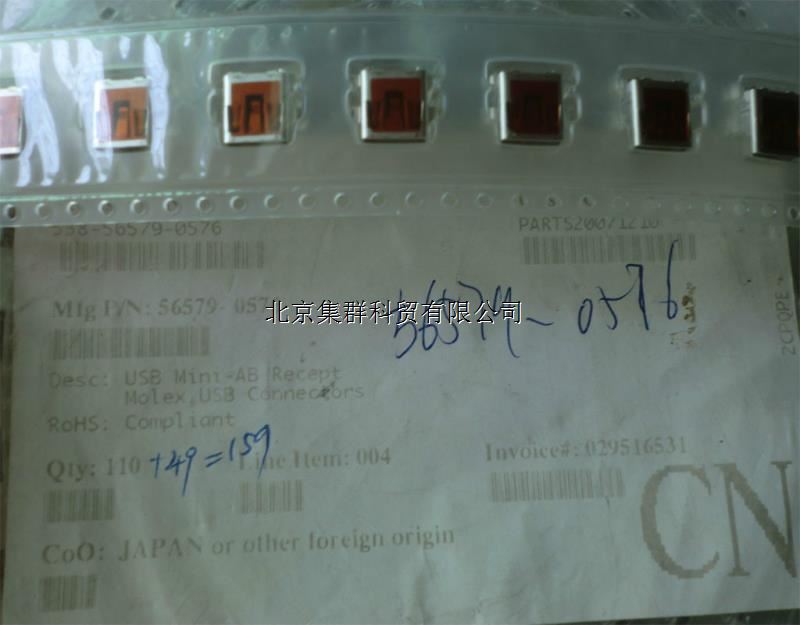 538-56579-0576
PARTS20071210
Mfg P/N: 56579-057
北京集群科贸有限公司
56579-0576
2CPQPE
Desc: USB Mini-AB Recept
Molex USB Connectors
RoHS: Compliant
Qty: 110 +49=159
Line Item: 004
Invoice#: 029516531
CN
CoO: JAPAN or other foreign origin